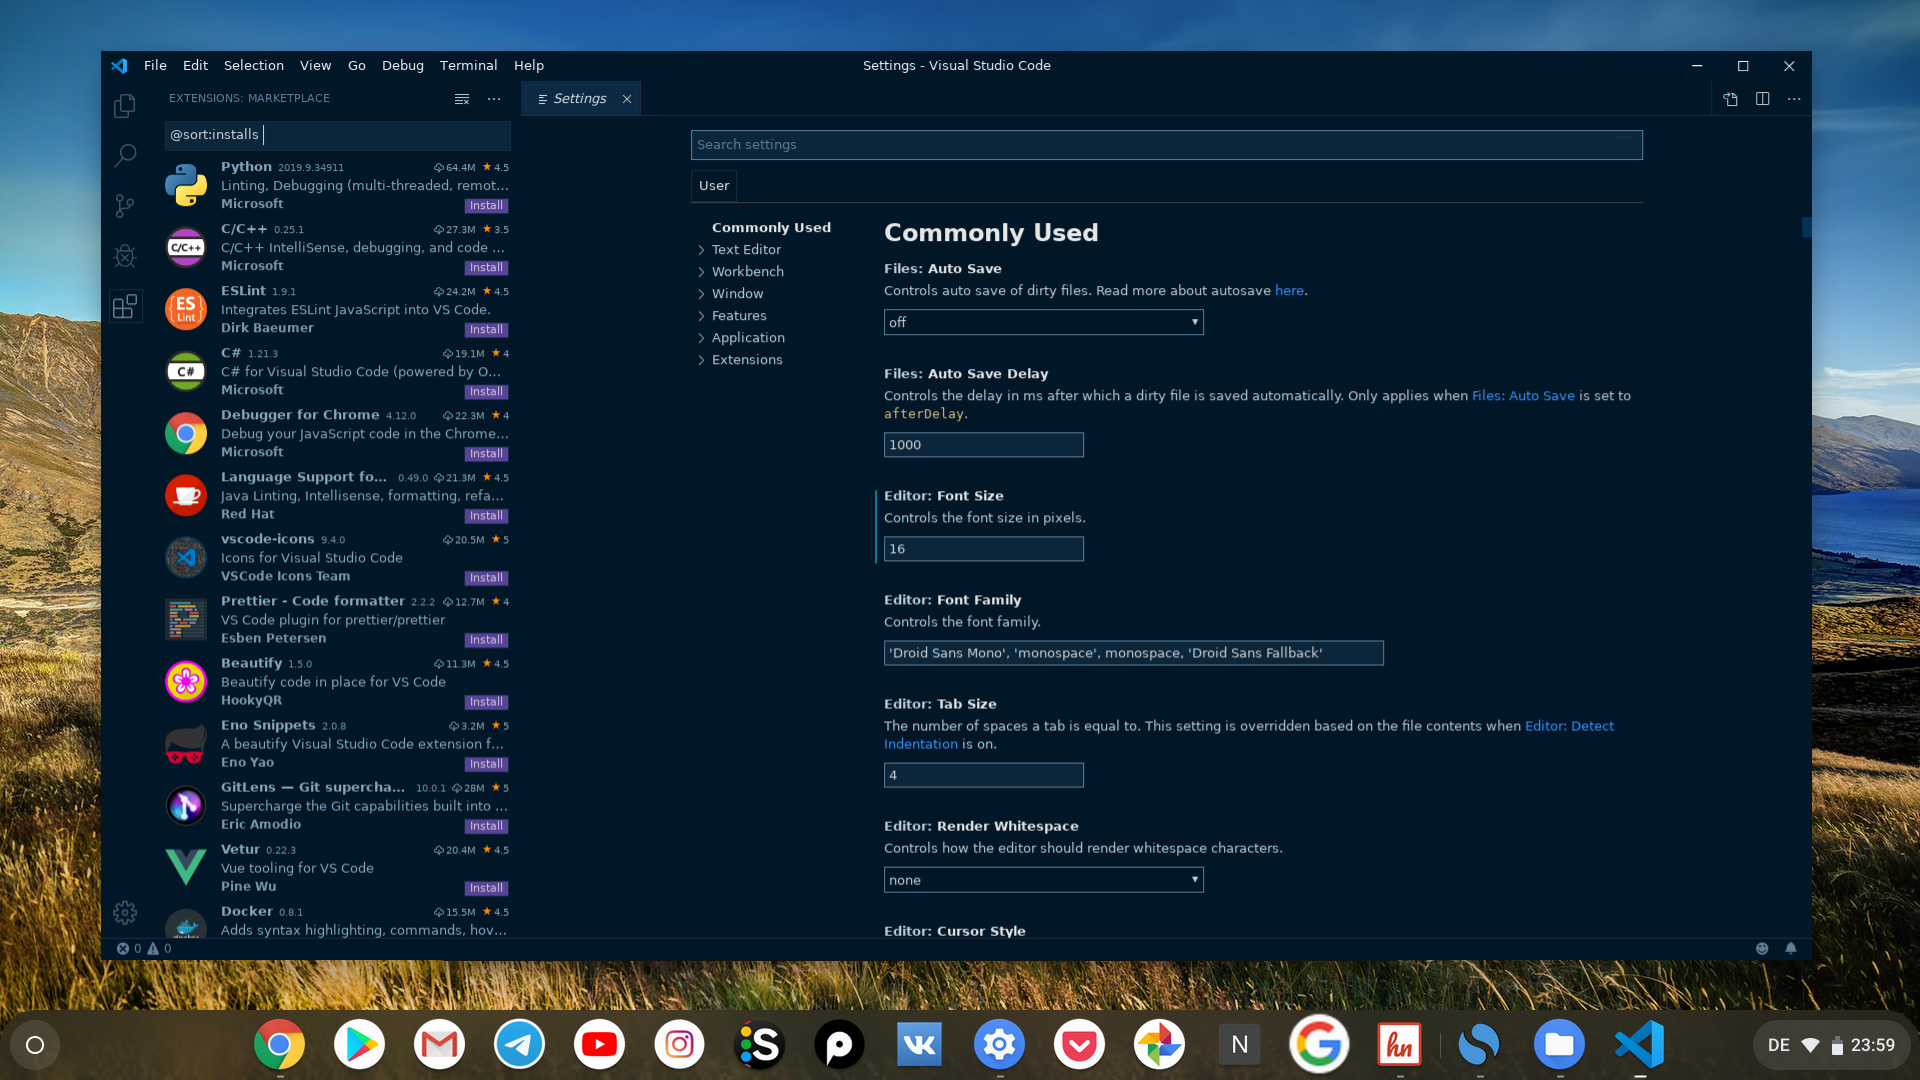 File Edit Selection View Go Debug Terminal Help
Settings - Visual Studio Code
EXTENSIONS: MARKETPLACE
@sort:installs
Python 2019.9.34911 64.4M ★ 4.5
Linting, Debugging (multi-threaded, remot...
Microsoft Install
C/C++
C/C++ 0.25.1 27.3M ★ 3.5
C/C++ IntelliSense, debugging, and code ...
Microsoft Install
ES
Lint
ESLint 1.9.1 24.2M ★ 4.5
Integrates ESLint JavaScript into VS Code.
Dirk Baeumer Install
C#
C# 1.21.3 19.1M ★ 4
C# for Visual Studio Code (powered by O...
Microsoft Install
Debugger for Chrome 4.12.0 22.3M ★ 4
Debug your JavaScript code in the Chrome...
Microsoft Install
Language Support fo... 0.49.0 21.3M ★ 4.5
Java Linting, Intellisense, formatting, refa...
Red Hat Install
vscode-icons 9.4.0 20.5M ★ 5
Icons for Visual Studio Code
VSCode Icons Team Install
Prettier - Code formatter 2.2.2 12.7M ★ 4
VS Code plugin for prettier/prettier
Esben Petersen Install
Beautify 1.5.0 11.3M ★ 4.5
Beautify code in place for VS Code
HookyQR Install
Eno Snippets 2.0.8 3.2M ★ 5
A beautify Visual Studio Code extension f...
Eno Yao Install
GitLens — Git supercha... 10.0.1 28M ★ 5
Supercharge the Git capabilities built into ...
Eric Amodio Install
Vetur 0.22.3 20.4M ★ 4.5
Vue tooling for VS Code
Pine Wu Install
Docker 0.8.1 15.5M ★ 4.5
Adds syntax highlighting, commands, hov...
0 0
Settings
Search settings
User
Commonly Used
Text Editor
Workbench
Window
Features
Application
Extensions
Commonly Used
Files: Auto Save
Controls auto save of dirty files. Read more about autosave here.
off
Files: Auto Save Delay
Controls the delay in ms after which a dirty file is saved automatically. Only applies when Files: Auto Save is set to
afterDelay.
1000
Editor: Font Size
Controls the font size in pixels.
16
Editor: Font Family
Controls the font family.
'Droid Sans Mono', 'monospace', monospace, 'Droid Sans Fallback'
Editor: Tab Size
The number of spaces a tab is equal to. This setting is overridden based on the file contents when Editor: Detect
Indentation is on.
4
Editor: Render Whitespace
Controls how the editor should render whitespace characters.
none
Editor: Cursor Style
N
hn
DE 23:59